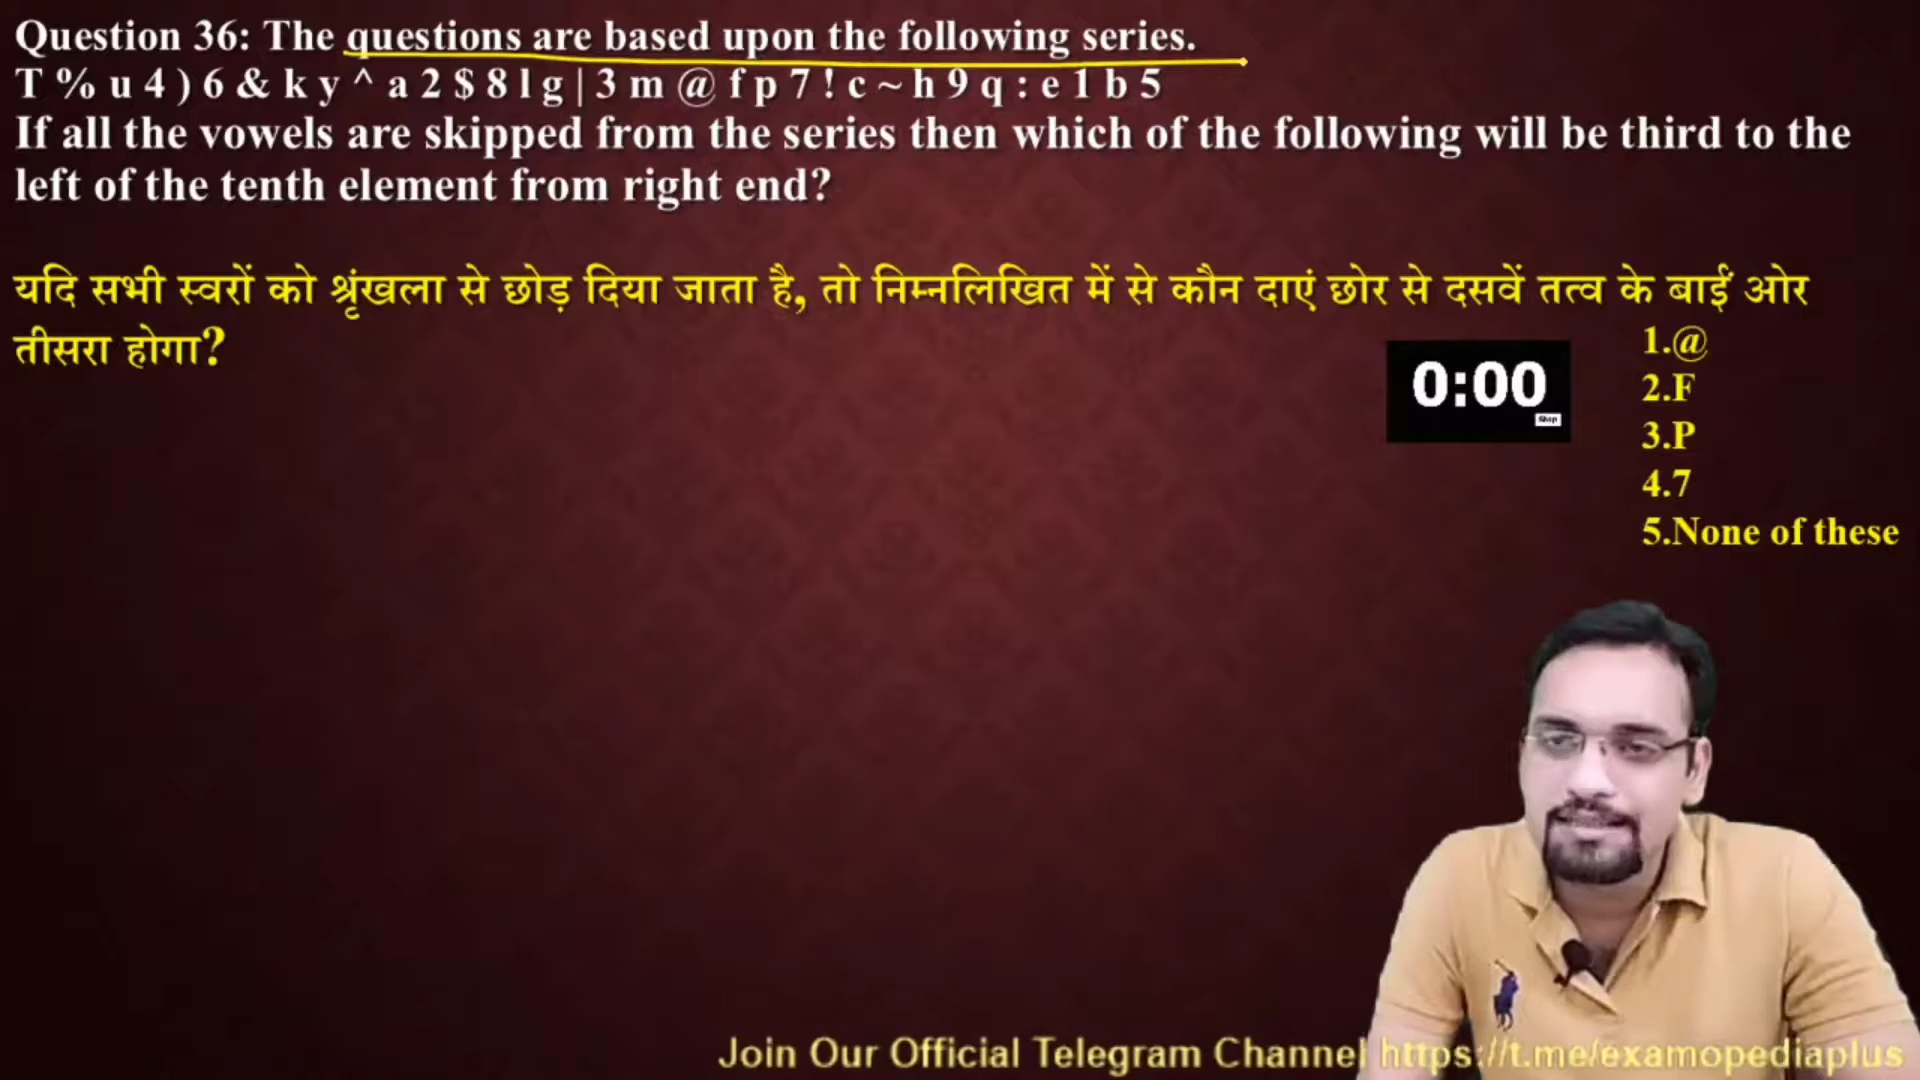 Question 36: The questions are based upon the following series.
T % u 4 ) 6 & k y ^ a 2 $ 8 l g | 3 m @ f p 7 ! c ~ h 9 q : e 1 b 5
If all the vowels are skipped from the series then which of the following will be third to the
left of the tenth element from right end?
यदि सभी स्वरों को श्रृंखला से छोड़ दिया जाता है, तो निम्नलिखित में से कौन दाएं छोर से दसवें तत्व के बाईं ओर
तीसरा होगा?
0:00
Stop
1.@
2.F
3.P
4.7
5.None of these
Join Our Official Telegram Channel https://t.me/examopediaplus